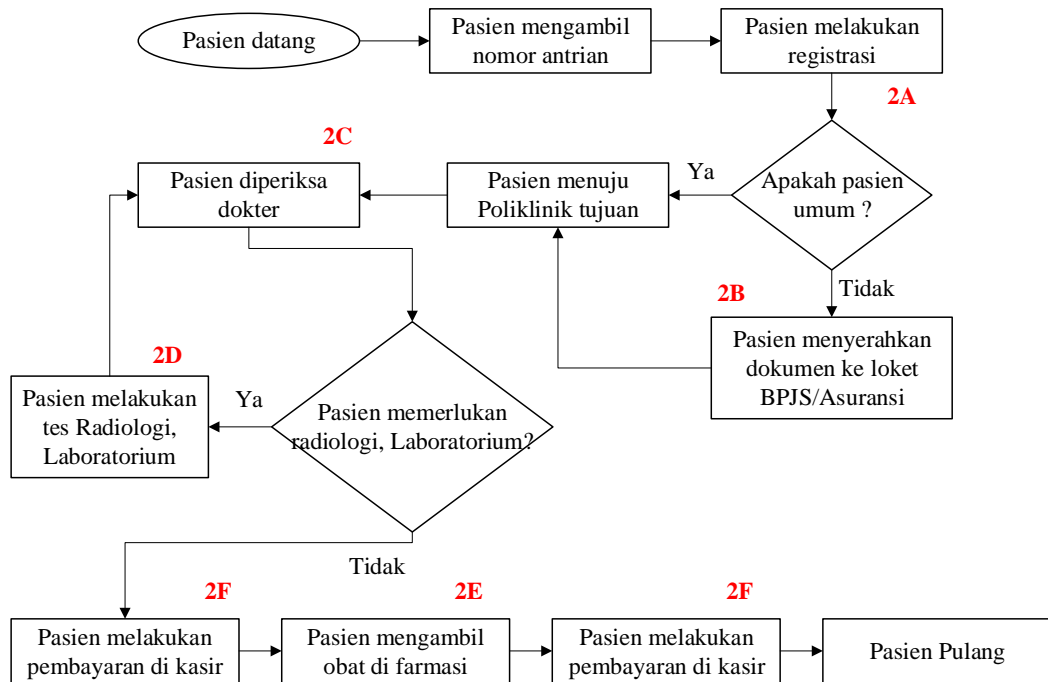 Pasien datang
Pasien mengambil
nomor antrian
Pasien melakukan
registrasi
2A
Apakah pasien
umum ?
Ya
Tidak
2B
Pasien menyerahkan
dokumen ke loket
BPJS/Asuransi
Pasien menuju
Poliklinik tujuan
2C
Pasien diperiksa
dokter
Pasien memerlukan
radiologi, Laboratorium?
Ya
2D
Pasien melakukan
tes Radiologi,
Laboratorium
Tidak
2F
Pasien melakukan
pembayaran di kasir
2E
Pasien mengambil
obat di farmasi
2F
Pasien melakukan
pembayaran di kasir
Pasien Pulang